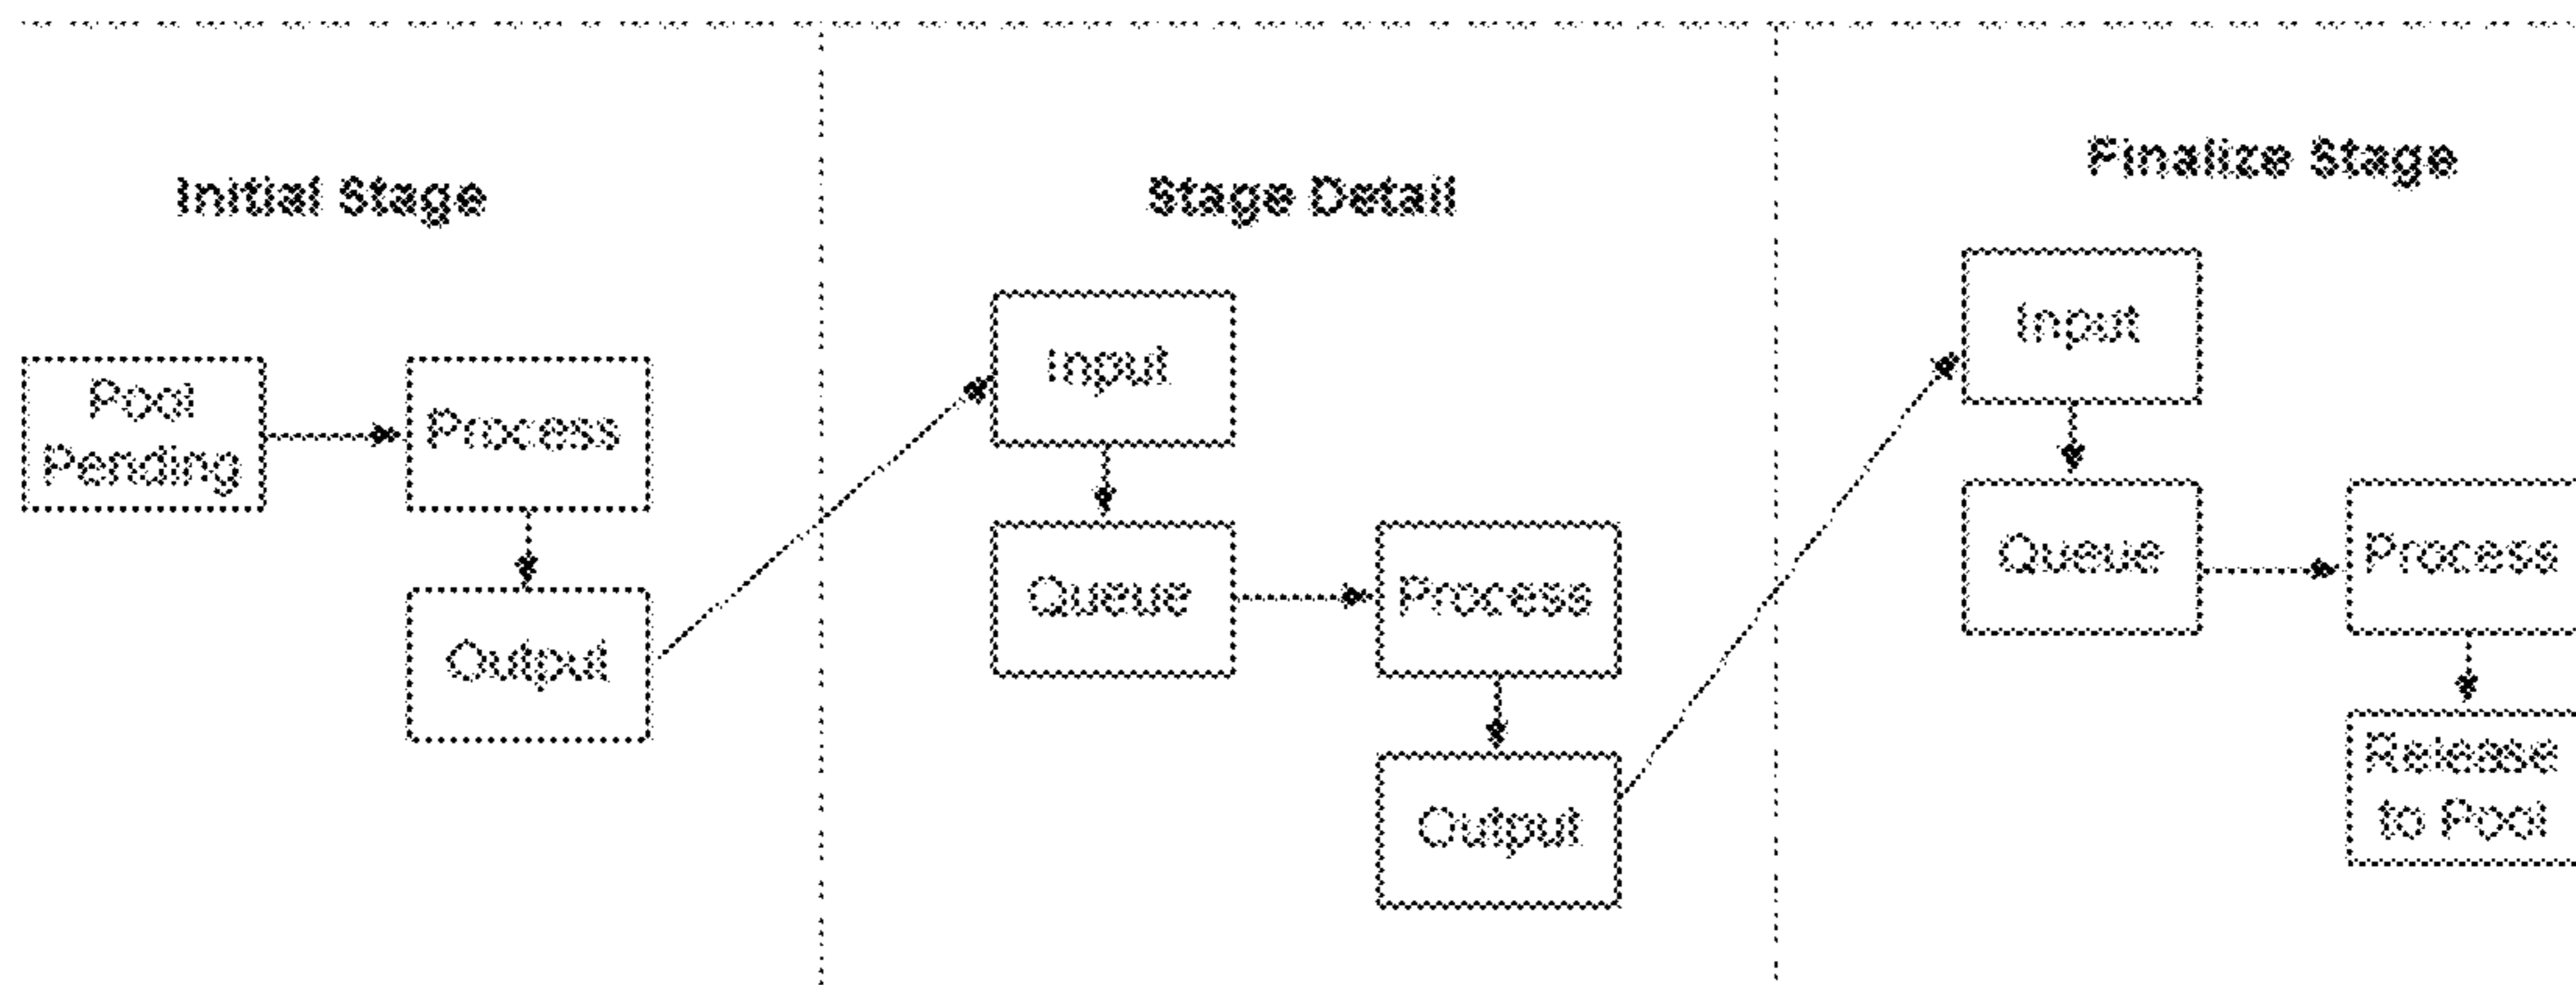 Initial Stage
Pool
Pending
Process
Output
Stage Detail
Input
Queue
Process
Output
Finalize Stage
Input
Queue
Process
Release
to Pool